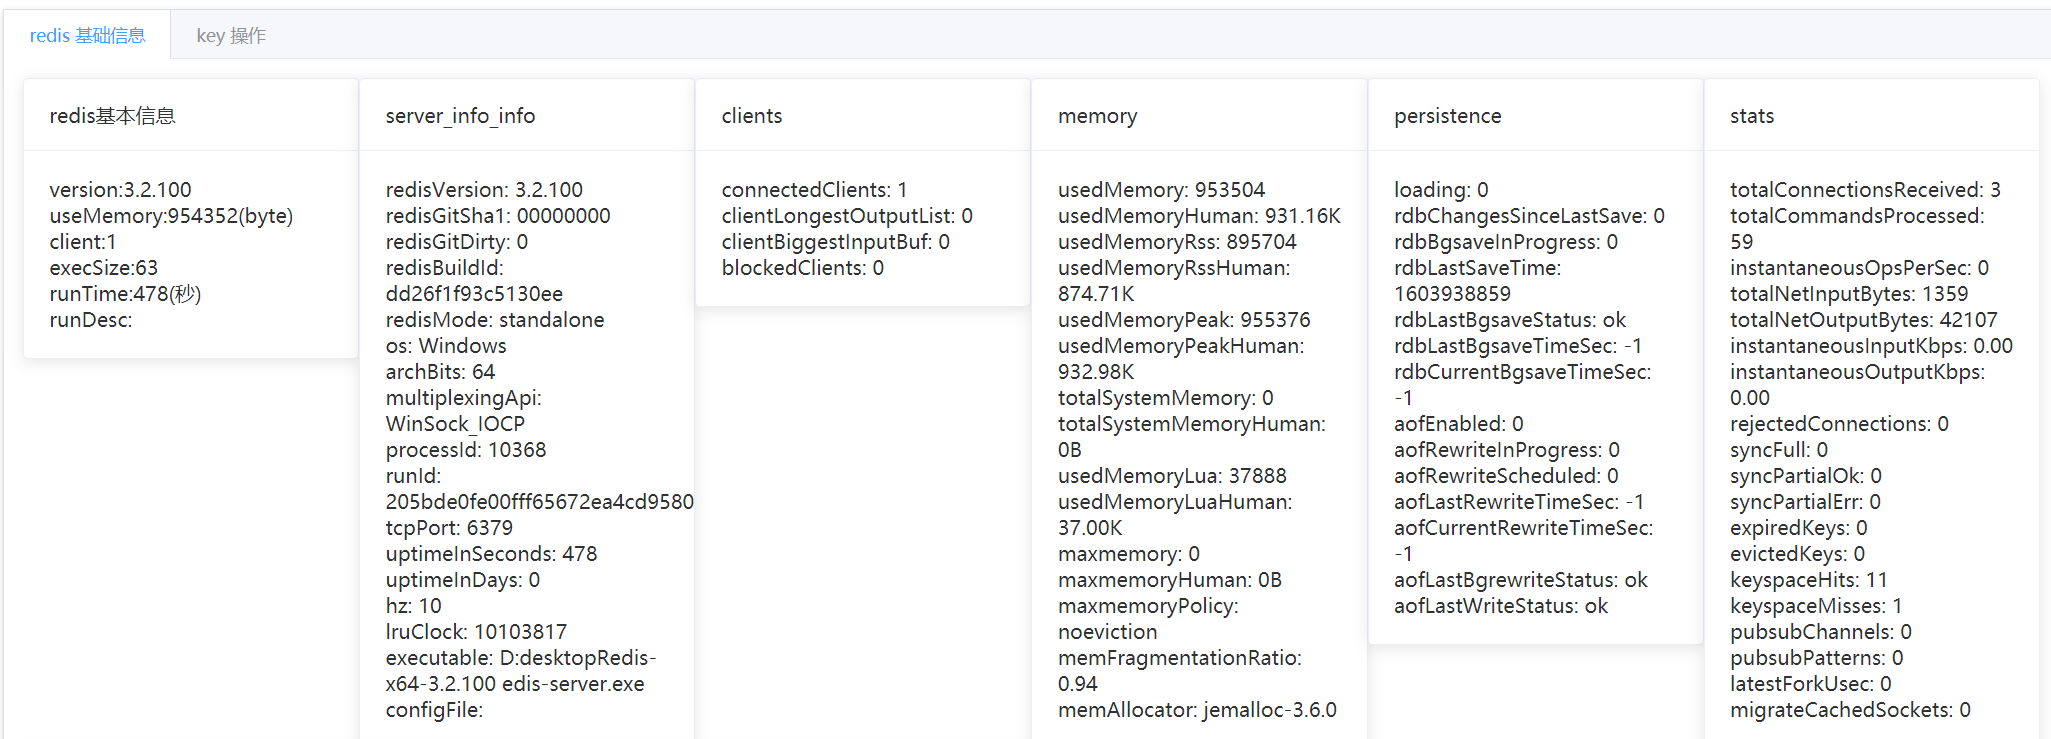 redis 基础信息
key 操作
redis基本信息
version:3.2.100
useMemory:954352(byte)
client:1
execSize:63
runTime:478(秒)
runDesc:
server_info_info
redisVersion: 3.2.100
redisGitSha1: 00000000
redisGitDirty: 0
redisBuildId:
dd26f1f93c5130ee
redisMode: standalone
os: Windows
archBits: 64
multiplexingApi:
WinSock_IOCP
processId: 10368
runId:
205bde0fe00fff65672ea4cd9580
tcpPort: 6379
uptimeInSeconds: 478
uptimeInDays: 0
hz: 10
lruClock: 10103817
executable: D:desktopRedis-
x64-3.2.100 edis-server.exe
configFile:
clients
connectedClients: 1
clientLongestOutputList: 0
clientBiggestInputBuf: 0
blockedClients: 0
memory
usedMemory: 953504
usedMemoryHuman: 931.16K
usedMemoryRss: 895704
usedMemoryRssHuman:
874.71K
usedMemoryPeak: 955376
usedMemoryPeakHuman:
932.98K
totalSystemMemory: 0
totalSystemMemoryHuman:
0B
usedMemoryLua: 37888
usedMemoryLuaHuman:
37.00K
maxmemory: 0
maxmemoryHuman: 0B
maxmemoryPolicy:
noeviction
memFragmentationRatio:
0.94
memAllocator: jemalloc-3.6.0
persistence
loading: 0
rdbChangesSinceLastSave: 0
rdbBgsaveInProgress: 0
rdbLastSaveTime:
1603938859
rdbLastBgsaveStatus: ok
rdbLastBgsaveTimeSec: -1
rdbCurrentBgsaveTimeSec:
-1
aofEnabled: 0
aofRewriteInProgress: 0
aofRewriteScheduled: 0
aofLastRewriteTimeSec: -1
aofCurrentRewriteTimeSec:
-1
aofLastBgrewriteStatus: ok
aofLastWriteStatus: ok
stats
totalConnectionsReceived: 3
totalCommandsProcessed:
59
instantaneousOpsPerSec: 0
totalNetInputBytes: 1359
totalNetOutputBytes: 42107
instantaneousInputKbps: 0.00
instantaneousOutputKbps:
0.00
rejectedConnections: 0
syncFull: 0
syncPartialOk: 0
syncPartialErr: 0
expiredKeys: 0
evictedKeys: 0
keyspaceHits: 11
keyspaceMisses: 1
pubsubChannels: 0
pubsubPatterns: 0
latestForkUsec: 0
migrateCachedSockets: 0